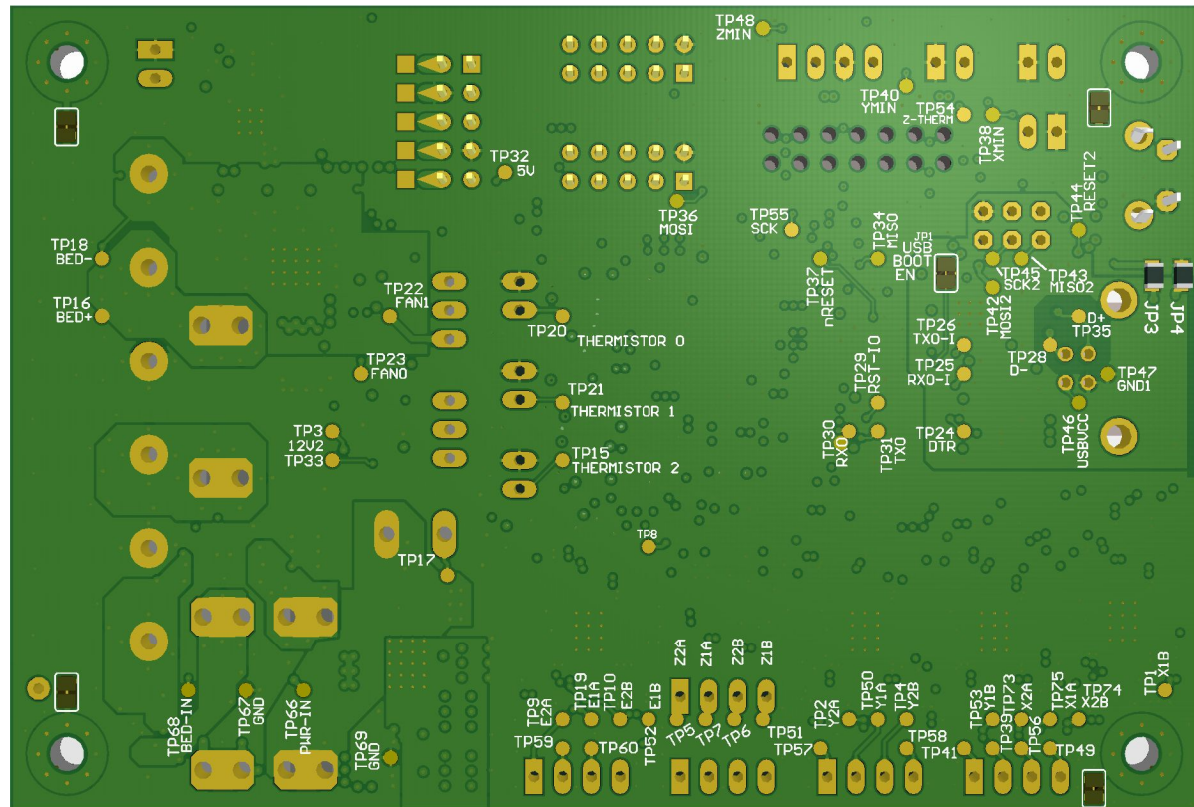 TP48
ZMIN
TP40
YMIN
TP54
Z-THERM
TP38
XMIN
TP32
5V
TP36
MOSI
TP55
SCK
TP34
MISO
JP1
USB
BOOT
EN
TP44
RESET2
TP18
BED-
TP16
BED+
TP22
FAN1
TP20
THERMISTOR 0
TP37
nRESET
TP45
SCK2
TP43
MISO2
TP42
MOSI2
JP3
JP4
D+
TP35
TP26
TXO-I
TP28
D-
TP23
FAN0
TP21
THERMISTOR 1
TP29
RST-IO
TP25
RXO-I
TP47
GND1
TP3
12V2
TP33
TP15
THERMISTOR 2
TP30
RXO
TP31
TXO
TP24
DTR
TP46
USBVCC
TP17
TP8
Z2A
Z1A
Z2B
Z1B
TP68
BED-IN
TP67
GND
TP66
PWR-IN
TP69
GND
TP9
E2A
TP19
E1A
TP10
E2B
TP52
E1B
TP59
TP60
TP5
TP7
TP6
TP51
TP2
Y2A
TP50
Y1A
TP4
Y2B
TP57
TP58
TP41
TP53
Y1B
TP73
X2A
TP39
TP56
TP75
X1A
TP74
X2B
TP49
TP1
X1B